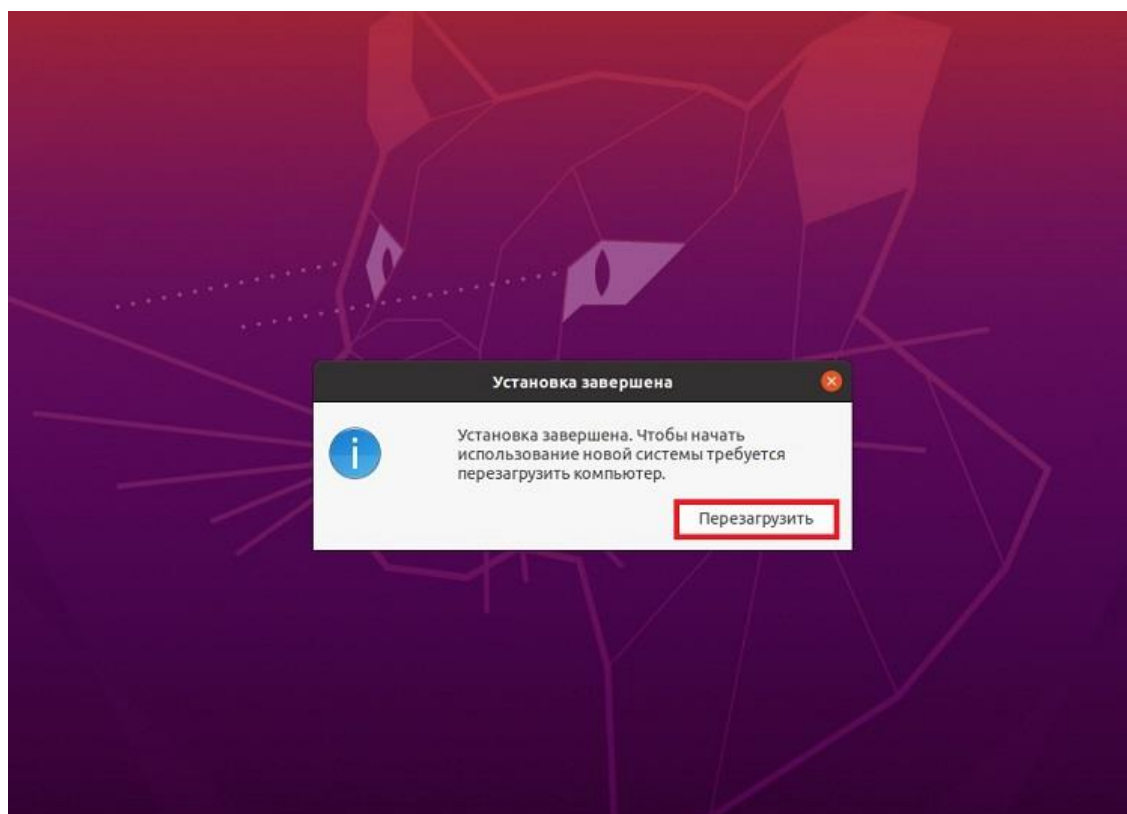 Установка завершена
Установка завершена. Чтобы начать
использование новой системы требуется
перезагрузить компьютер.
Перезагрузить